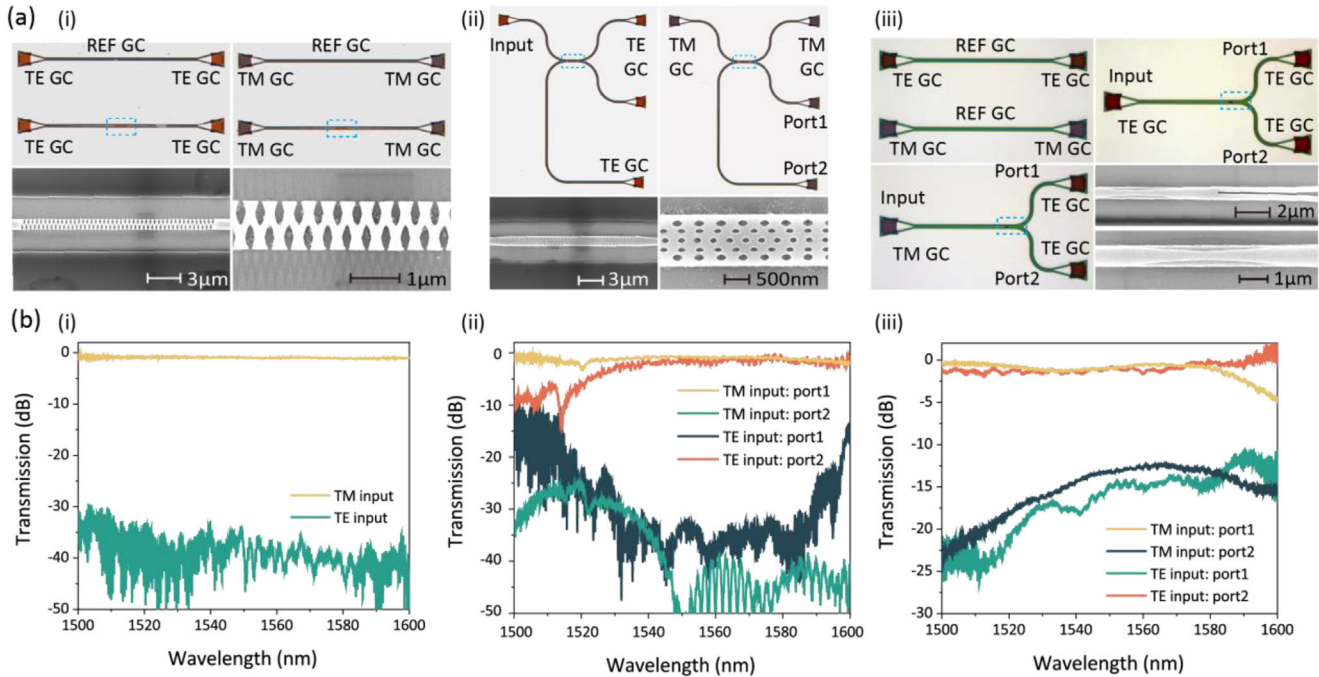 (a) (i)
REF GC
TE GC TE GC
TE GC TE GC
3μm
REF GC
TM GC TM GC
TM GC TM GC
1μm
(ii)
Input TE
GC
TE GC
3μm
TM
GC
TM
GC
Port1
Port2
500nm
(iii)
REF GC
TE GC TE GC
REF GC
TM GC TM GC
Port1
Input TE GC
TE GC TE GC
Port2
Port1
Input TE GC
TM GC TE GC
Port2
2μm
1μm
(b) (i)
Transmission (dB)
0
-10
-20
-30
-40
-50
TM input
TE input
1500 1520 1540 1560 1580 1600
Wavelength (nm)
(ii)
Transmission (dB)
0
-10
-20
-30
-40
-50
TM input: port1
TM input: port2
TE input: port1
TE input: port2
1500 1520 1540 1560 1580 1600
Wavelength (nm)
(iii)
Transmission (dB)
0
-5
-10
-15
-20
-25
-30
TM input: port1
TM input: port2
TE input: port1
TE input: port2
1500 1520 1540 1560 1580 1600
Wavelength (nm)